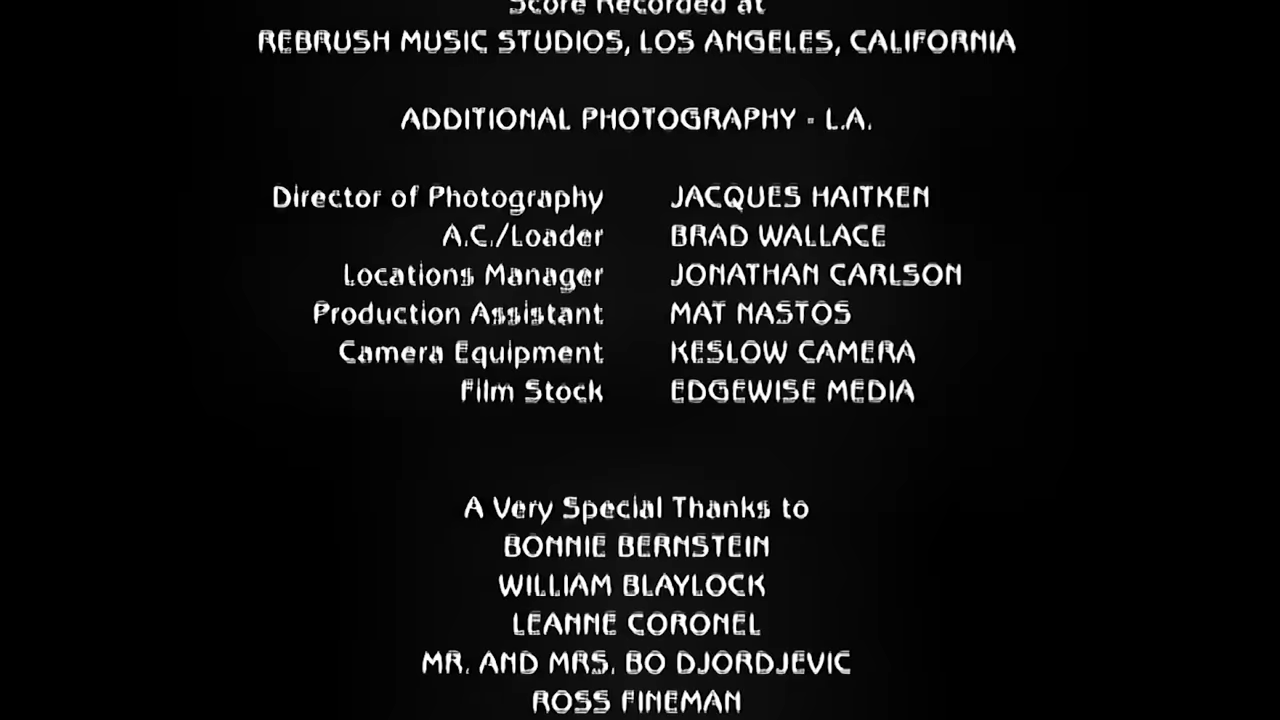 Score Recorded at
REBRUSH MUSIC STUDIOS, LOS ANGELES, CALIFORNIA
ADDITIONAL PHOTOGRAPHY - L.A.
Director of Photography JACQUES HAITKEN
A.C./Loader BRAD WALLACE
Locations Manager JONATHAN CARLSON
Production Assistant MAT NASTOS
Camera Equipment KESLOW CAMERA
Film Stock EDGEWISE MEDIA
A Very Special Thanks to
BONNIE BERNSTEIN
WILLIAM BLAYLOCK
LEANNE CORONEL
MR. AND MRS. BO DJORDJEVIC
ROSS FINEMAN